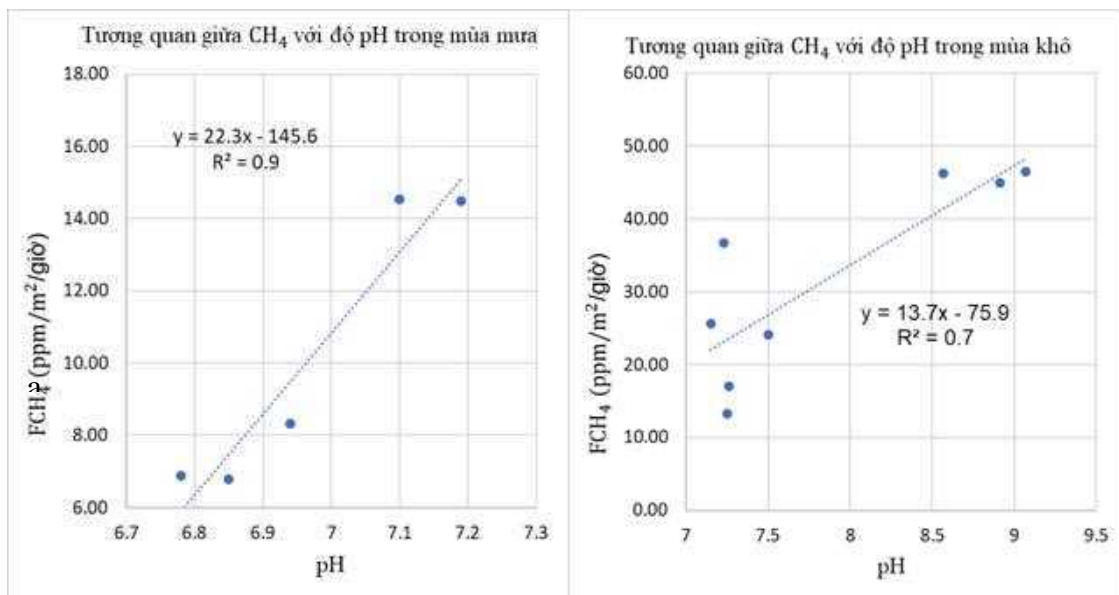 Tương quan giữa CH₄ với độ pH trong mùa mưa
18.00
16.00
14.00
12.00
10.00
8.00
6.00
y = 22.3x - 145.6
R² = 0.9
FCH₄ (ppm/m²/giờ)
6.7 6.8 6.9 7 7.1 7.2 7.3
pH
Tương quan giữa CH₄ với độ pH trong mùa khô
60.00
50.00
40.00
30.00
20.00
10.00
0.00
y = 13.7x - 75.9
R² = 0.7
FCH₄ (ppm/m²/giờ)
7 7.5 8 8.5 9 9.5
pH